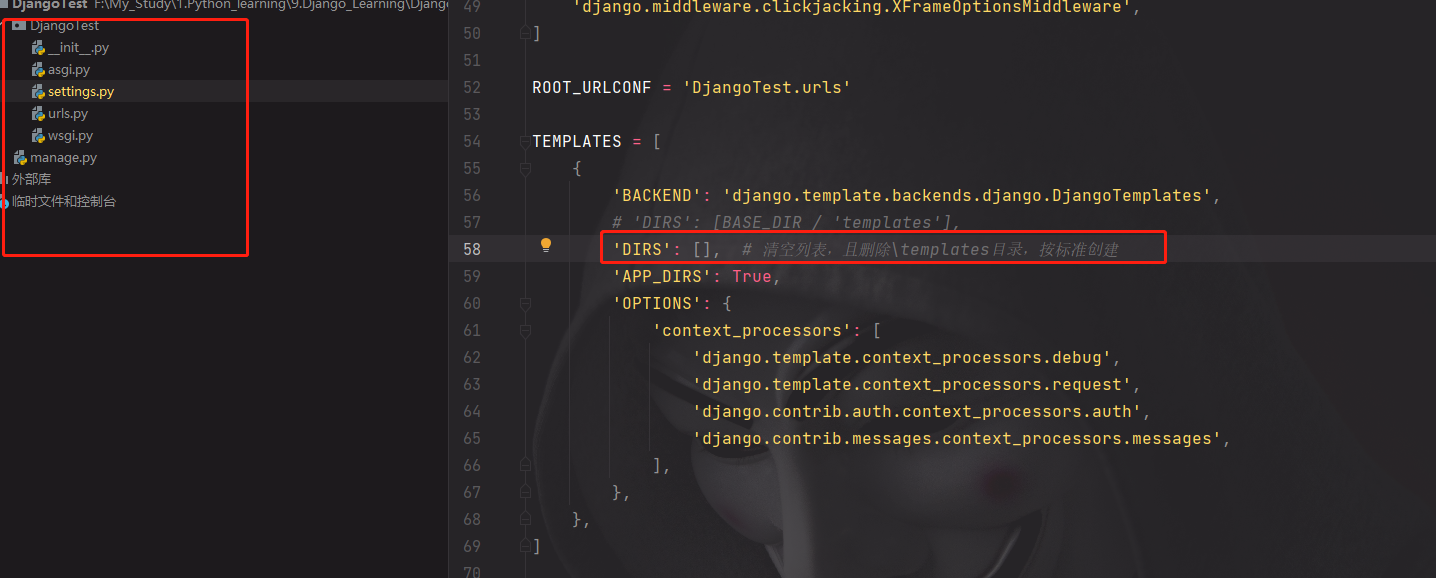 DjangoTest F:\My_Study\1.Python_learning\9.Django_Learning\Django
DjangoTest
__init__.py
asgi.py
settings.py
urls.py
wsgi.py
manage.py
外部库
临时文件和控制台
49 'django.middleware.clickjacking.XFrameOptionsMiddleware',
50 ]
51
52 ROOT_URLCONF = 'DjangoTest.urls'
53
54 TEMPLATES = [
55 {
56 'BACKEND': 'django.template.backends.django.DjangoTemplates',
57 # 'DIRS': [BASE_DIR / 'templates'],
58 'DIRS': [], # 清空列表，且删除\templates目录，按标准创建
59 'APP_DIRS': True,
60 'OPTIONS': {
61 'context_processors': [
62 'django.template.context_processors.debug',
63 'django.template.context_processors.request',
64 'django.contrib.auth.context_processors.auth',
65 'django.contrib.messages.context_processors.messages',
66 ],
67 },
68 },
69 ]
70